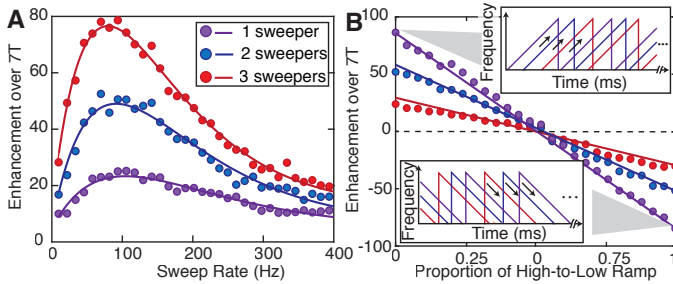 A
Enhancement over 7T
80
60
40
20
0
0
100
200
300
400
Sweep Rate (Hz)
1 sweeper
2 sweepers
3 sweepers
B
Enhancement over 7T
100
50
0
-50
-100
0
0.25
0
0.75
1
Proportion of High-to-Low Ramp
Frequency
Time (ms)
...
Frequency
Time (ms)
...